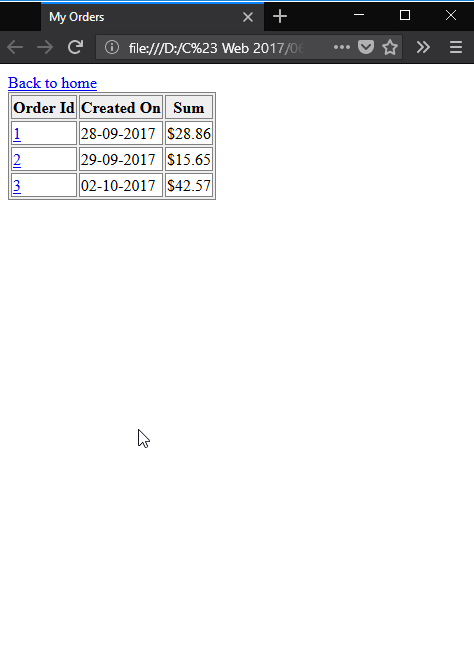 My Orders
file:///D:/C%23 Web 2017/06
Back to home
Order Id Created On Sum
1 28-09-2017 $28.86
2 29-09-2017 $15.65
3 02-10-2017 $42.57